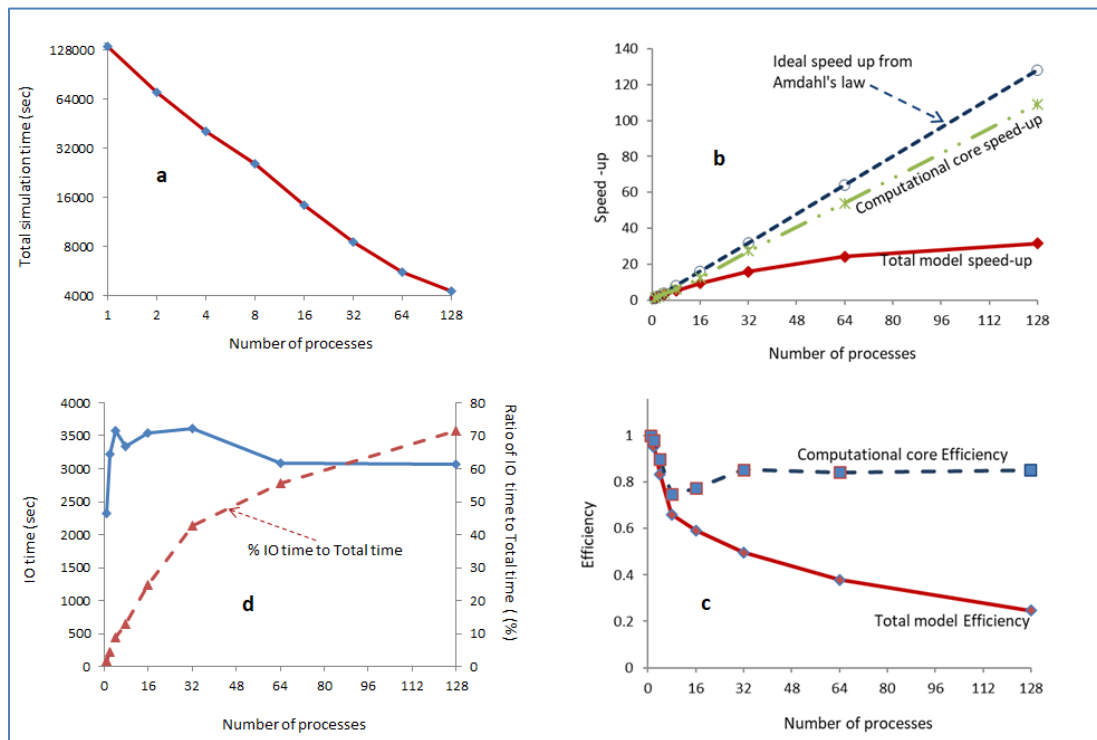 128000
64000
32000
16000
8000
4000
Total simulation time (sec)
a
1 2 4 8 16 32 64 128
Number of processes
140
120
100
80
60
40
20
0
Speed -up
Ideal speed up from
Amdahl's law
b
Computational core speed-up
Total model speed-up
0 16 32 48 64 80 96 112 128
Number of processes
4000
3500
3000
2500
2000
1500
1000
500
0
IO time (sec)
80
70
60
50
40
30
20
10
0
Ratio of IO time to Total time (%)
% IO time to Total time
d
0 16 32 48 64 80 96 112 128
Number of processes
1
0.8
0.6
0.4
0.2
0
Efficiency
Computational core Efficiency
c
Total model Efficiency
0 16 32 48 64 80 96 112 128
Number of processes